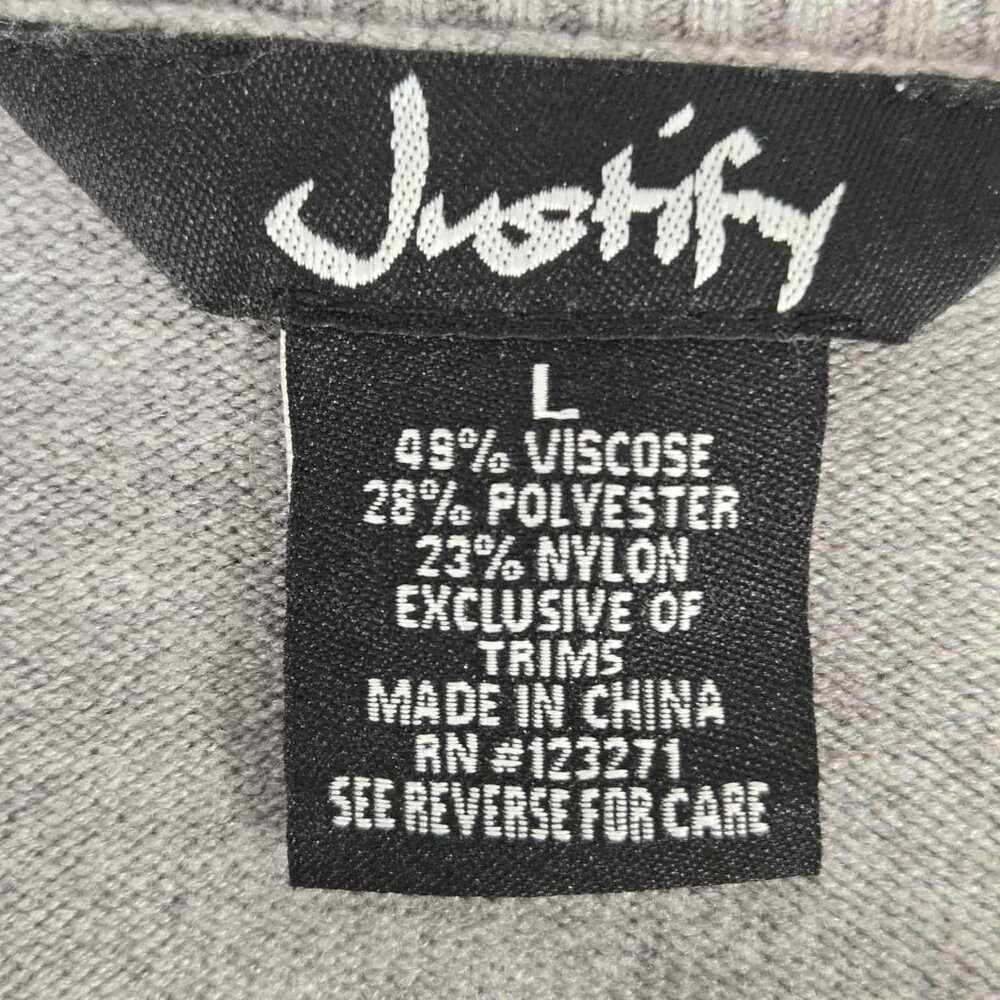 Justify
L
49% VISCOSE
28% POLYESTER
23% NYLON
EXCLUSIVE OF
TRIMS
MADE IN CHINA
RN #123271
SEE REVERSE FOR CARE